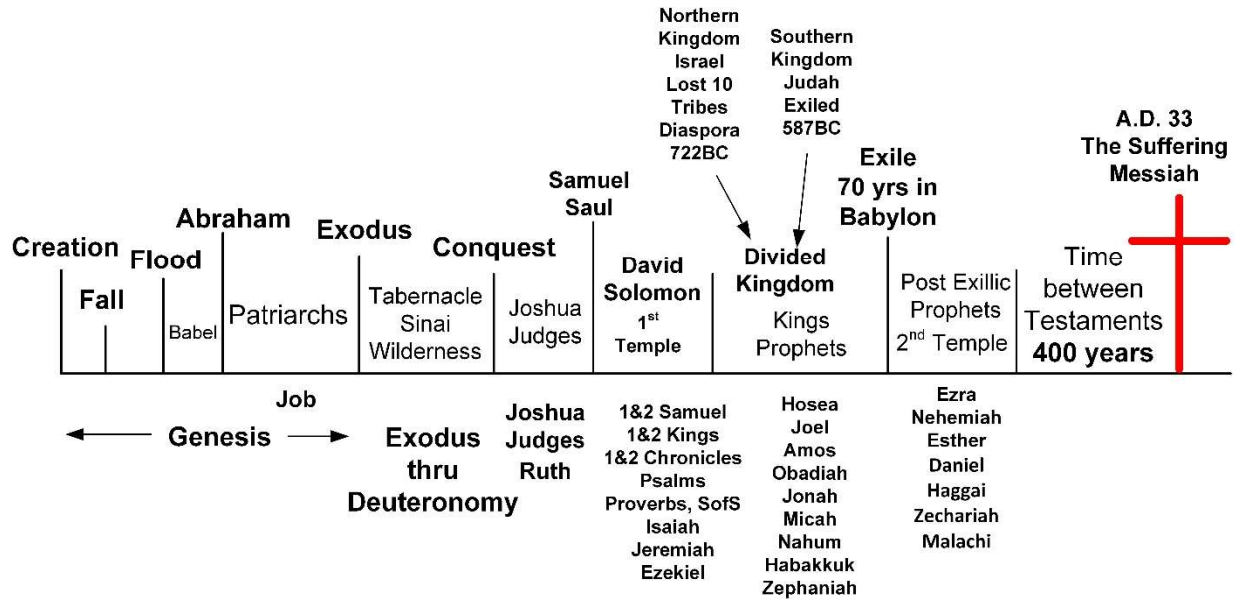 Northern
Kingdom
Israel
Lost 10
Tribes
Diaspora
722BC
Southern
Kingdom
Judah
Exiled
587BC
A.D. 33
The Suffering
Messiah
Creation
Fall
Flood
Babel
Abraham
Patriarchs
Exodus
Tabernacle
Sinai
Wilderness
Conquest
Joshua
Judges
Samuel
Saul
David
Solomon
1st
Temple
Divided
Kingdom
Kings
Prophets
Exile
70 yrs in
Babylon
Post Exillic
Prophets
2nd Temple
Time
between
Testaments
400 years
Job
Genesis
Exodus
thru
Deuteronomy
Joshua
Judges
Ruth
1&2 Samuel
1&2 Kings
1&2 Chronicles
Psalms
Proverbs, SofS
Isaiah
Jeremiah
Ezekiel
Hosea
Joel
Amos
Obadiah
Jonah
Micah
Nahum
Habakkuk
Zephaniah
Ezra
Nehemiah
Esther
Daniel
Haggai
Zechariah
Malachi